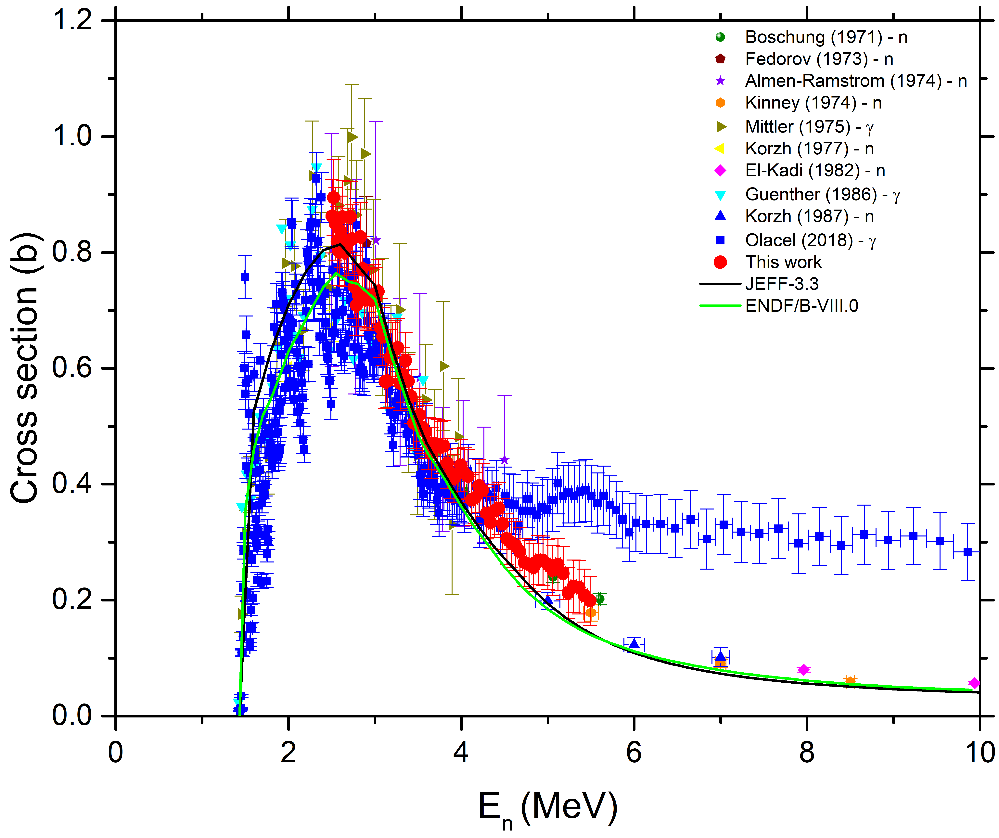 1.2
1.0
0.8
0.6
0.4
0.2
0.0
Cross section (b)
Boschung (1971) - n
Fedorov (1973) - n
Almen-Ramstrom (1974) - n
Kinney (1974) - n
Mittler (1975) - γ
Korzh (1977) - n
El-Kadi (1982) - n
Guenther (1986) - γ
Korzh (1987) - n
Olacel (2018) - γ
This work
JEFF-3.3
ENDF/B-VIII.0
0 2 4 6 8 10
En (MeV)